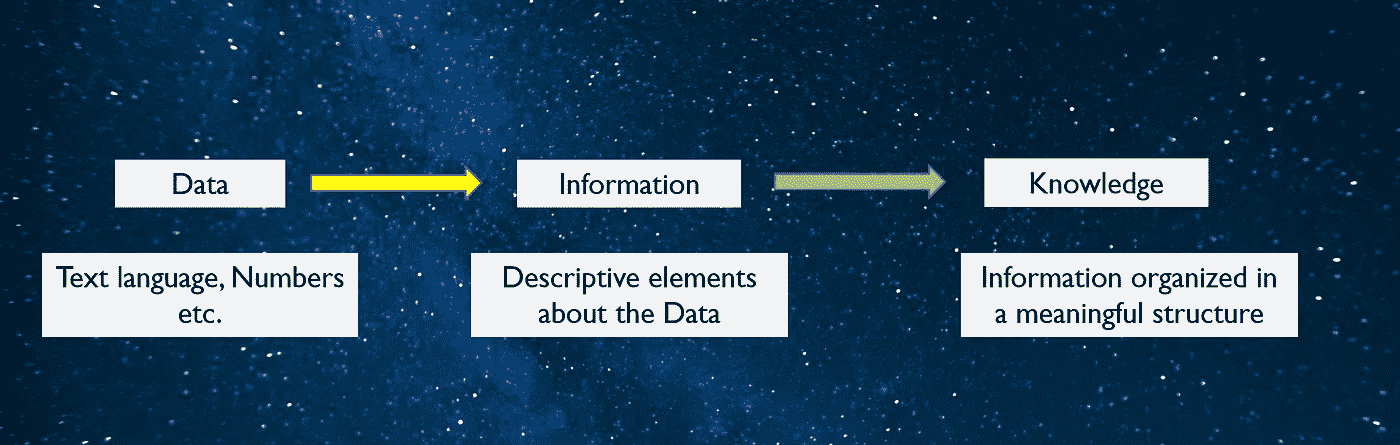 Data
Information
Knowledge
Text language, Numbers
etc.
Descriptive elements
about the Data
Information organized in
a meaningful structure